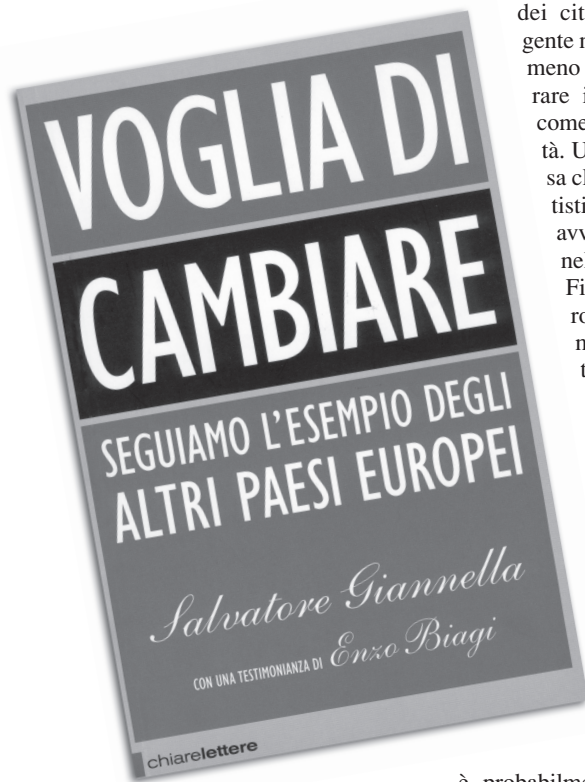 VOGLIA DI
CAMBIARE
SEGUIAMO L'ESEMPIO DEGLI
ALTRI PAESI EUROPEI
Salvatore Giannella
CON UNA TESTIMONIANZA DI Enzo Biagi
chiarelettere
dei cit
gente
meno
rare i
come
tà. U
sa
tisti
avv
ne
Fi
ro
è probabilm